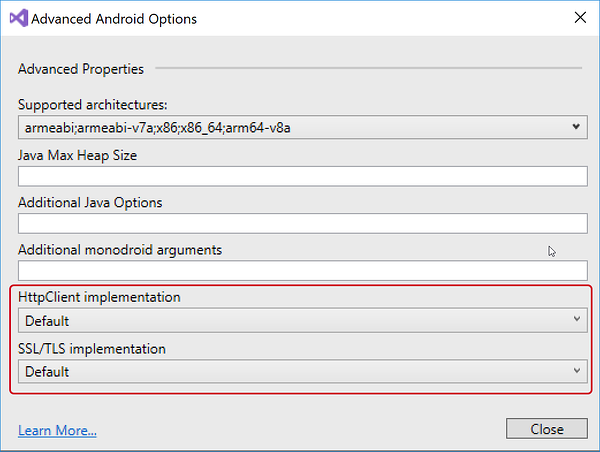 Advanced Android Options
Advanced Properties
Supported architectures:
armeabi;armeabi-v7a;x86;x86_64;arm64-v8a
Java Max Heap Size
Additional Java Options
Additional monodroid arguments
HttpClient implementation
Default
SSL/TLS implementation
Default
Learn More...
Close